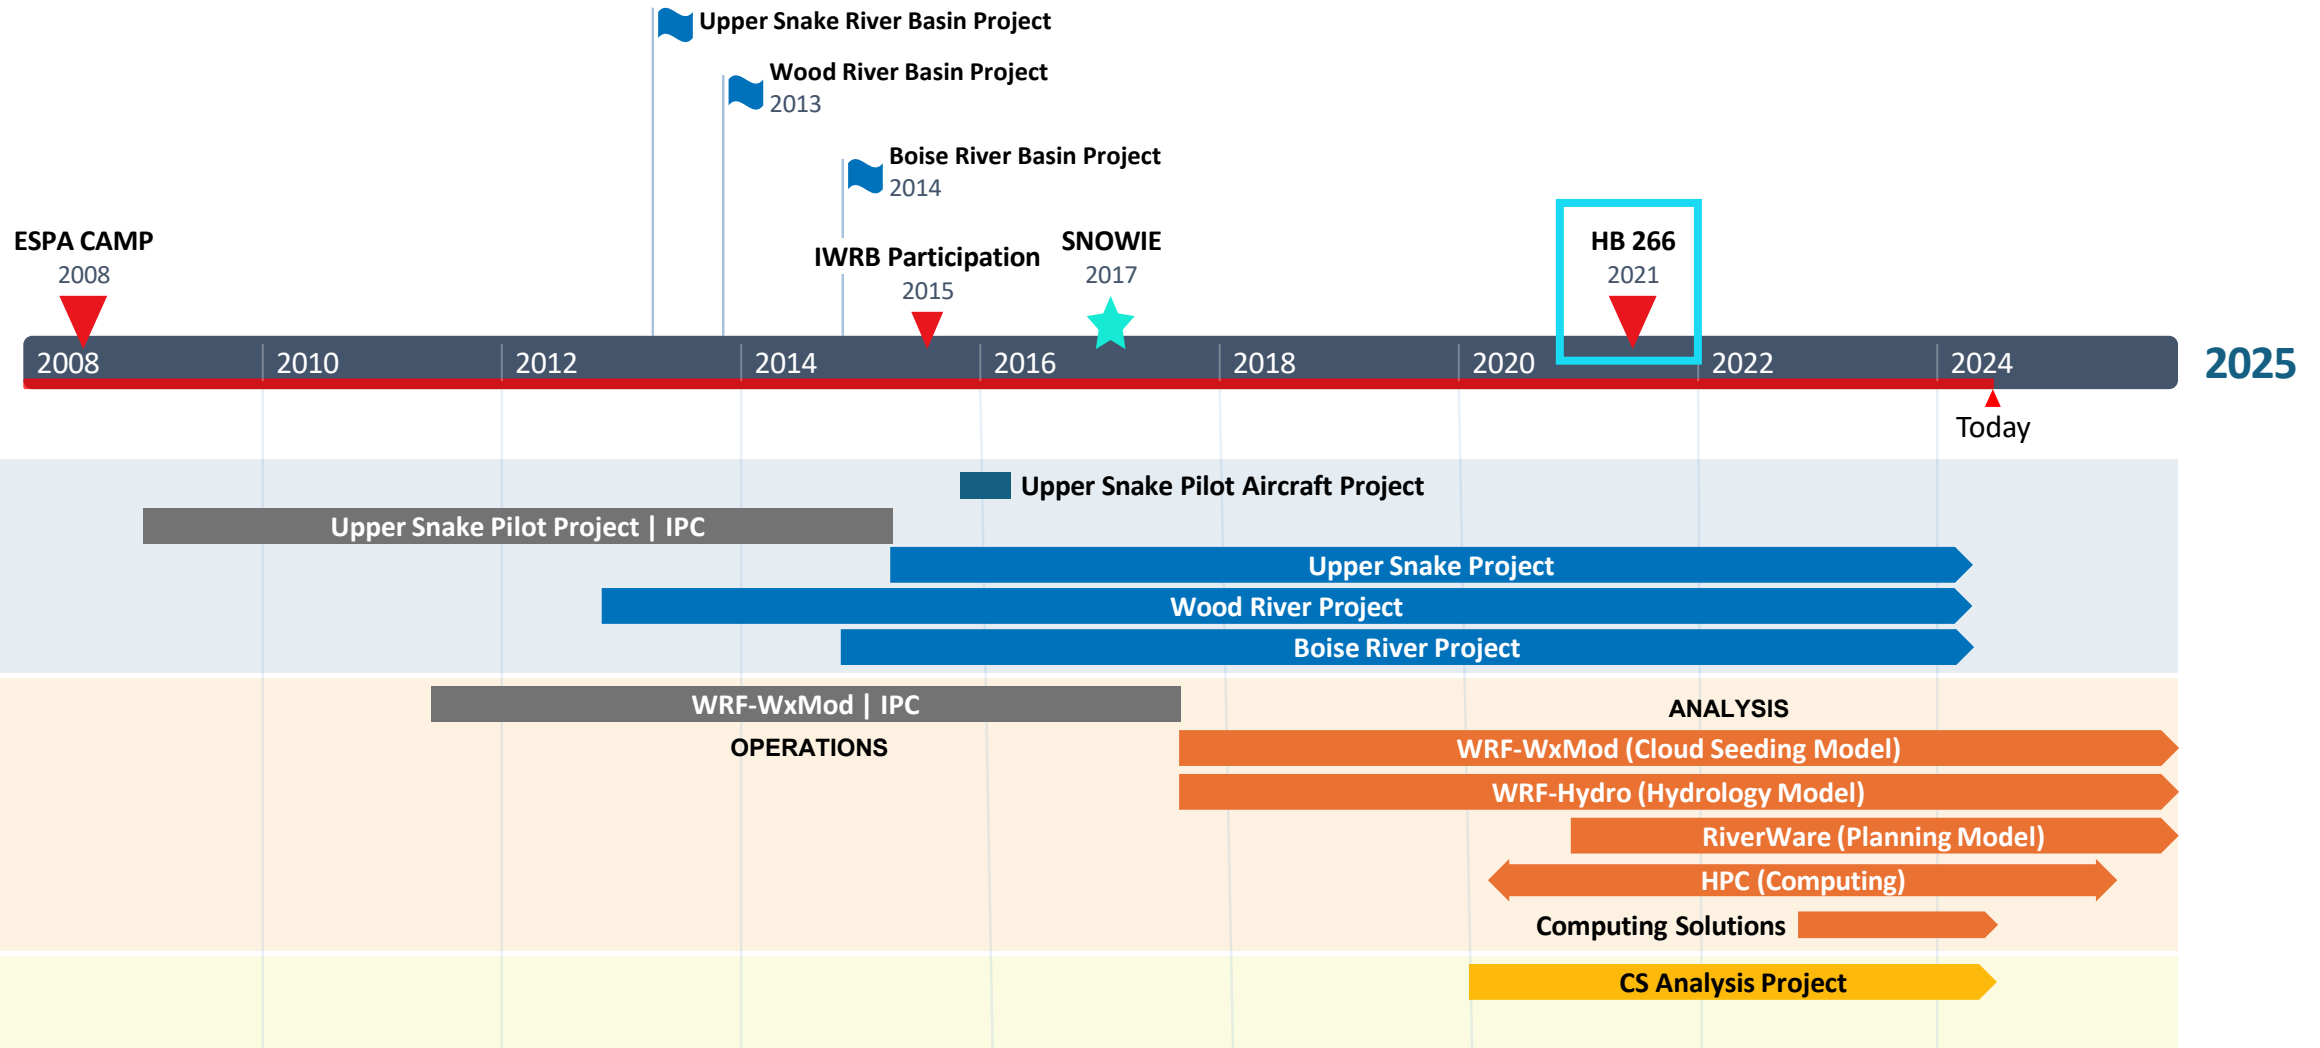 Upper Snake River Basin Project
Wood River Basin Project
2013
Boise River Basin Project
2014
ESPA CAMP
2008
IWRB Participation
2015
SNOWIE
2017
HB 266
2021
2008 2010 2012 2014 2016 2018 2020 2022 2024 2025
Today
Upper Snake Pilot Aircraft Project
Upper Snake Pilot Project | IPC
Upper Snake Project
Wood River Project
Boise River Project
WRF-WxMod | IPC
ANALYSIS
OPERATIONS
WRF-WxMod (Cloud Seeding Model)
WRF-Hydro (Hydrology Model)
RiverWare (Planning Model)
HPC (Computing)
Computing Solutions
CS Analysis Project